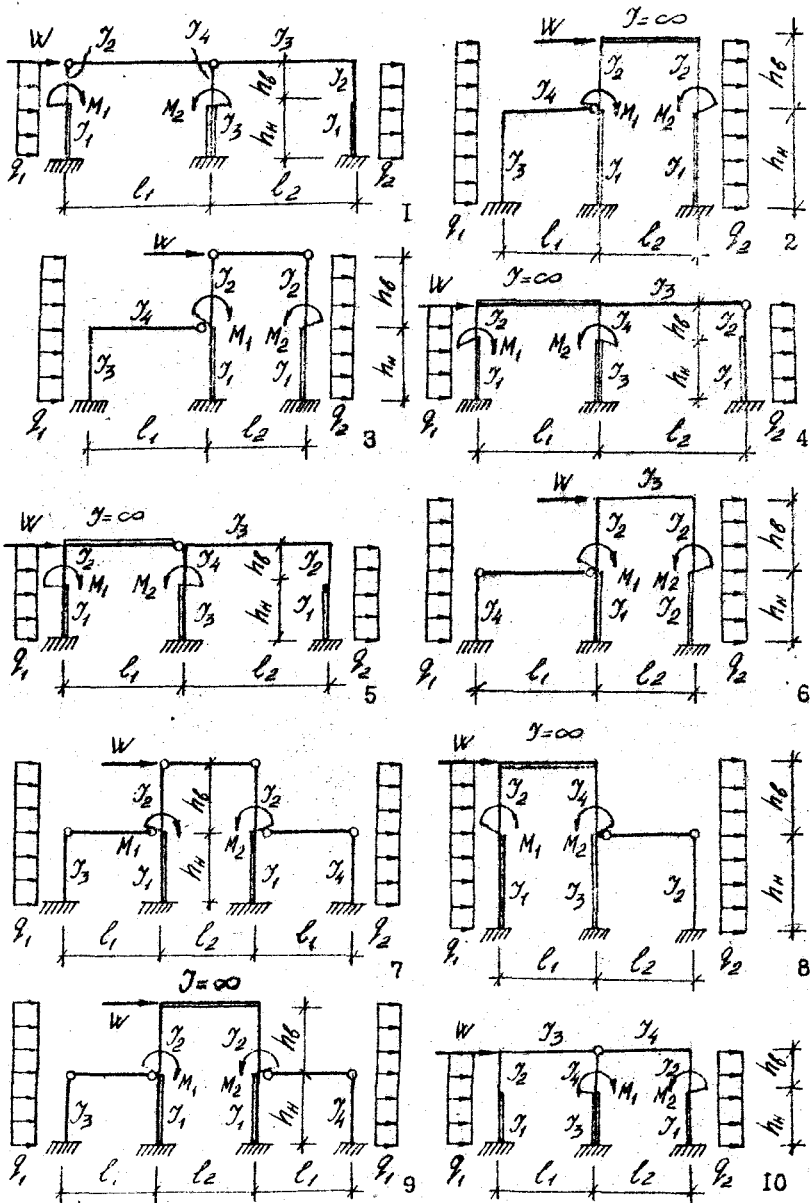 W J₂ J₄ J₃
M₁ M₂ J₂ hв
J₁ J₃ J₁ hн
q₁ q₂
l₁ l₂
1
J=∞
W
J₂ J₂ hв
J₄ M₁ M₂
J₃ J₁ J₁ hн
q₁ l₁ l₂ q₂
2
W
J₂ J₂ hв
J₄ M₁ M₂
J₃ J₁ J₁ hн
q₁ l₁ l₂ q₂
3
J=∞
W J₃
J₂ J₄ J₂ hв
M₁ M₂
J₁ J₃ J₁ hн
q₁ q₂
l₁ l₂
4
J=∞
W J₃
J₂ J₄ J₂ hв
M₁ M₂
J₁ J₃ J₁ hн
q₁ q₂
l₁ l₂
5
W J₃
J₂ J₂ hв
M₁ M₂
J₄ J₁ J₂ hн
q₁ l₁ l₂ q₂
6
W
J₂ J₂ hв
M₁ M₂
J₃ J₁ J₁ J₄ hн
q₁ q₂
l₁ l₂ l₁
7
J=∞
W
J₂ J₄ hв
M₁ M₂
J₁ J₃ J₂ hн
q₁ l₁ l₂ q₂
8
J=∞
W
J₂ J₂ hв
M₁ M₂
J₃ J₁ J₁ J₄ hн
q₁ q₁
l₁ l₂ l₁
9
W J₃ J₄
J₂ J₄ J₂ hв
M₁ M₂
J₁ J₃ J₁ hн
q₁ l₁ l₂ q₂
10